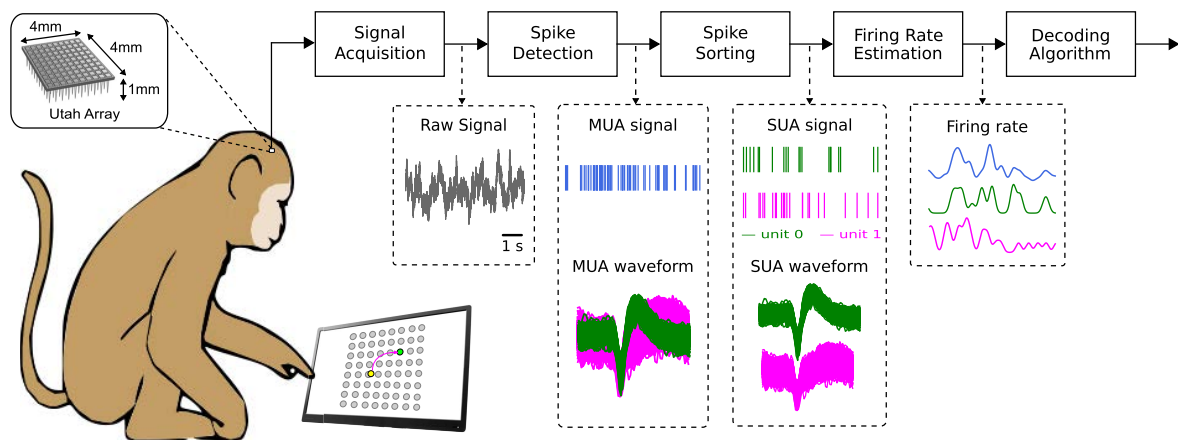 4mm
4mm
1mm
Utah Array
Signal
Acquisition
Spike
Detection
Spike
Sorting
Firing Rate
Estimation
Decoding
Algorithm
Raw Signal
1 s
MUA signal
MUA waveform
SUA signal
unit 0
unit 1
SUA waveform
Firing rate